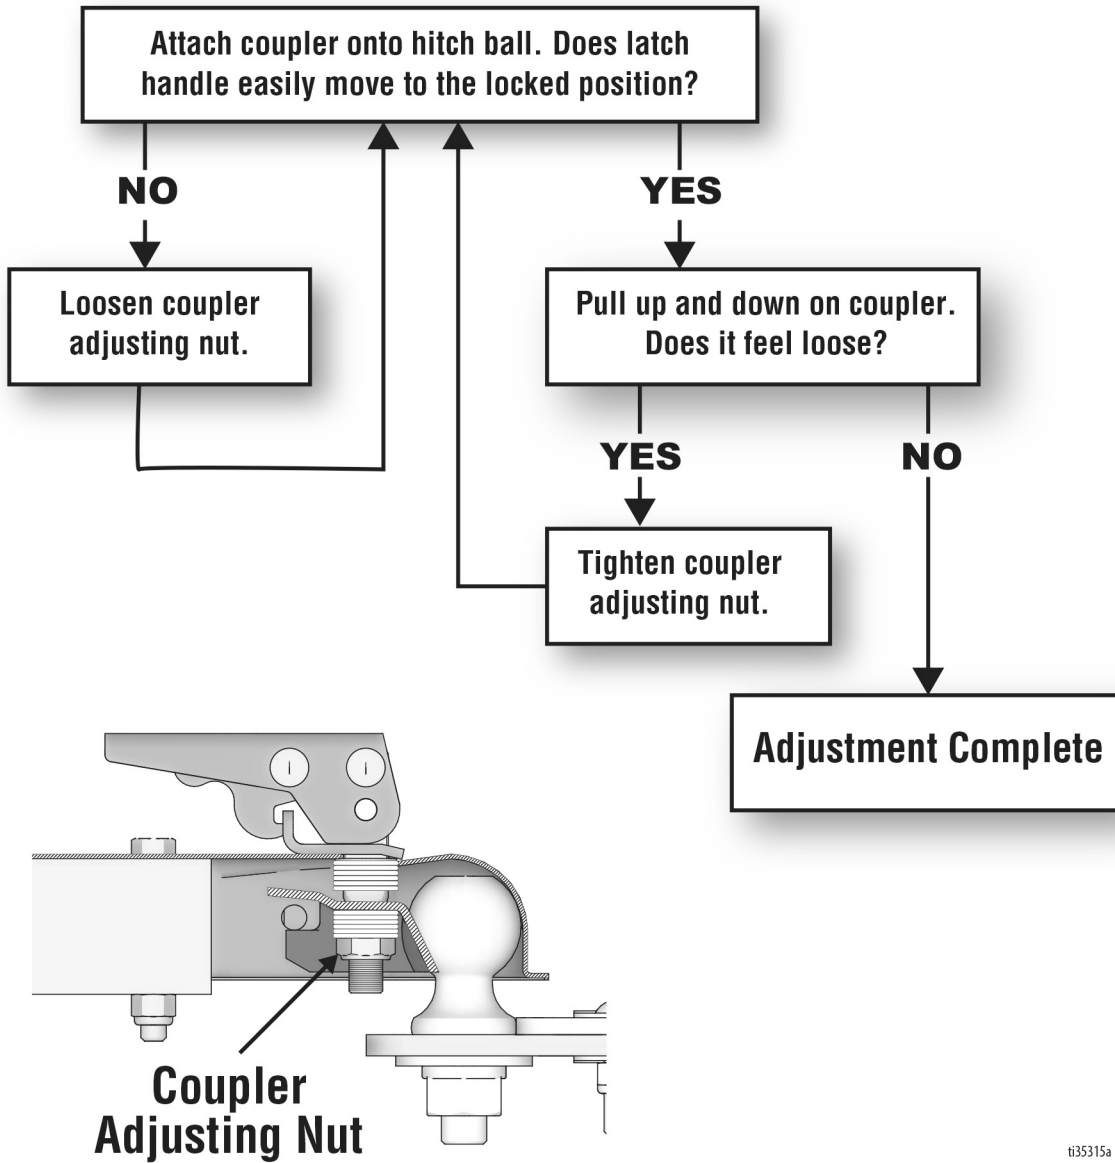 Attach coupler onto hitch ball. Does latch
handle easily move to the locked position?
NO
YES
Loosen coupler
adjusting nut.
Pull up and down on coupler.
Does it feel loose?
YES
NO
Tighten coupler
adjusting nut.
Adjustment Complete
Coupler
Adjusting Nut
ti35315a